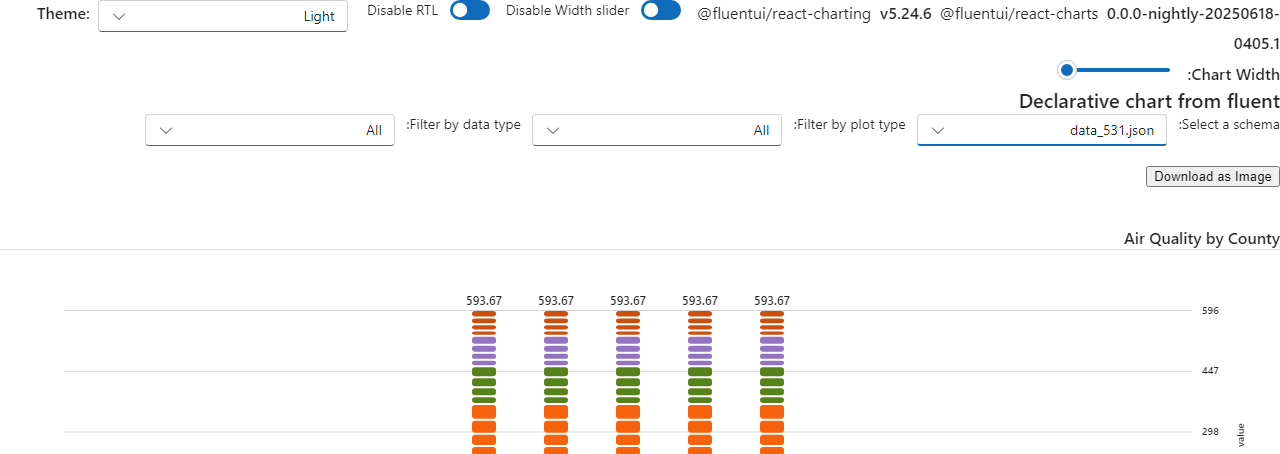 Theme: Light Disable RTL Disable Width slider @fluentui/react-charting v5.24.6 @fluentui/react-charts 0.0.0-nightly-20250618-
0405.1
:Chart Width
Declarative chart from fluent
:Select a schema data_531.json :Filter by plot type All :Filter by data type All
Download as Image
Air Quality by County
593.67 593.67 593.67 593.67 593.67
596
447
298
value